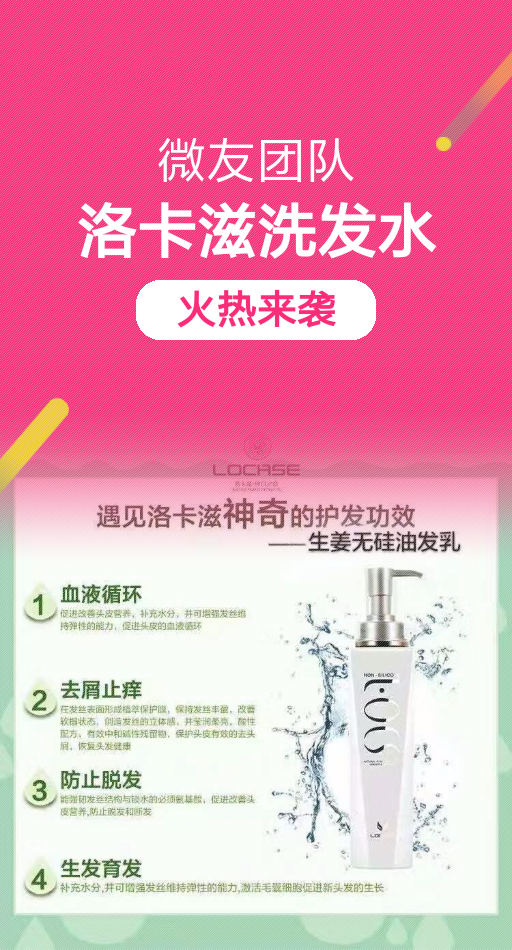 微友团队
洛卡滋洗发水
火热来袭
LOCASE
遇见洛卡滋神奇的护发功效
——生姜无硅油发乳
1 血液循环
促进改善头皮营养，补充水分，并可增强发丝维
持弹性的能力，促进头皮的血液循环
2 去屑止痒
在发丝表面形成植萃保护膜，保持发丝丰盈，改善
软榻状态，创造发丝的立体感，并莹润柔亮，酸性
配方，有效中和碱性残留物，保护头皮有效的去头
屑，恢复头发健康
3 防止脱发
能强韧发丝结构与锁水的必须氨基酸，促进改善头
皮营养,防止脱发和断发
4 生发育发
补充水分,并可增强发丝维持弹性的能力,激活毛囊细胞促进新头发的生长
NON-SILICO